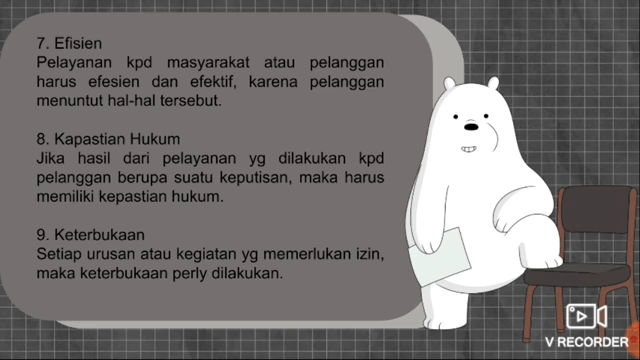 7. Efisien
Pelayanan kpd masyarakat atau pelanggan
harus efesien dan efektif, karena pelanggan
menuntut hal-hal tersebut.
8. Kapastian Hukum
Jika hasil dari pelayanan yg dilakukan kpd
pelanggan berupa suatu keputisan, maka harus
memiliki kepastian hukum.
9. Keterbukaan
Setiap urusan atau kegiatan yg memerlukan izin,
maka keterbukaan perly dilakukan.
V RECORDER